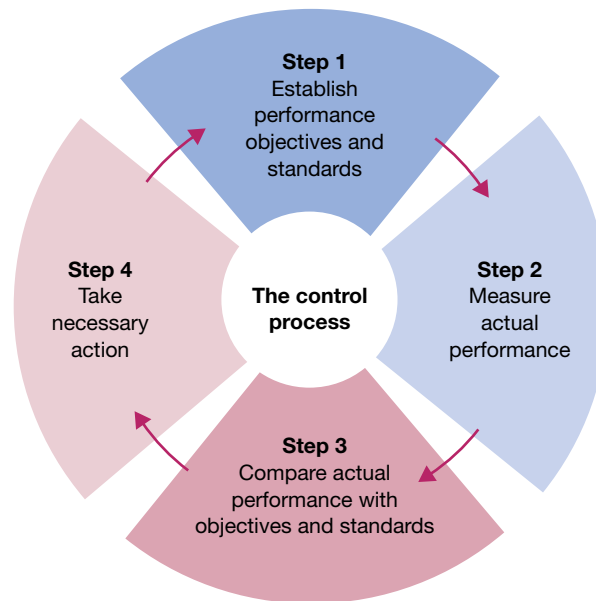 Step 1
Establish
performance
objectives and
standards
Step 2
Measure
actual
performance
Step 3
Compare actual
performance with
objectives and standards
Step 4
Take
necessary
action
The control
process